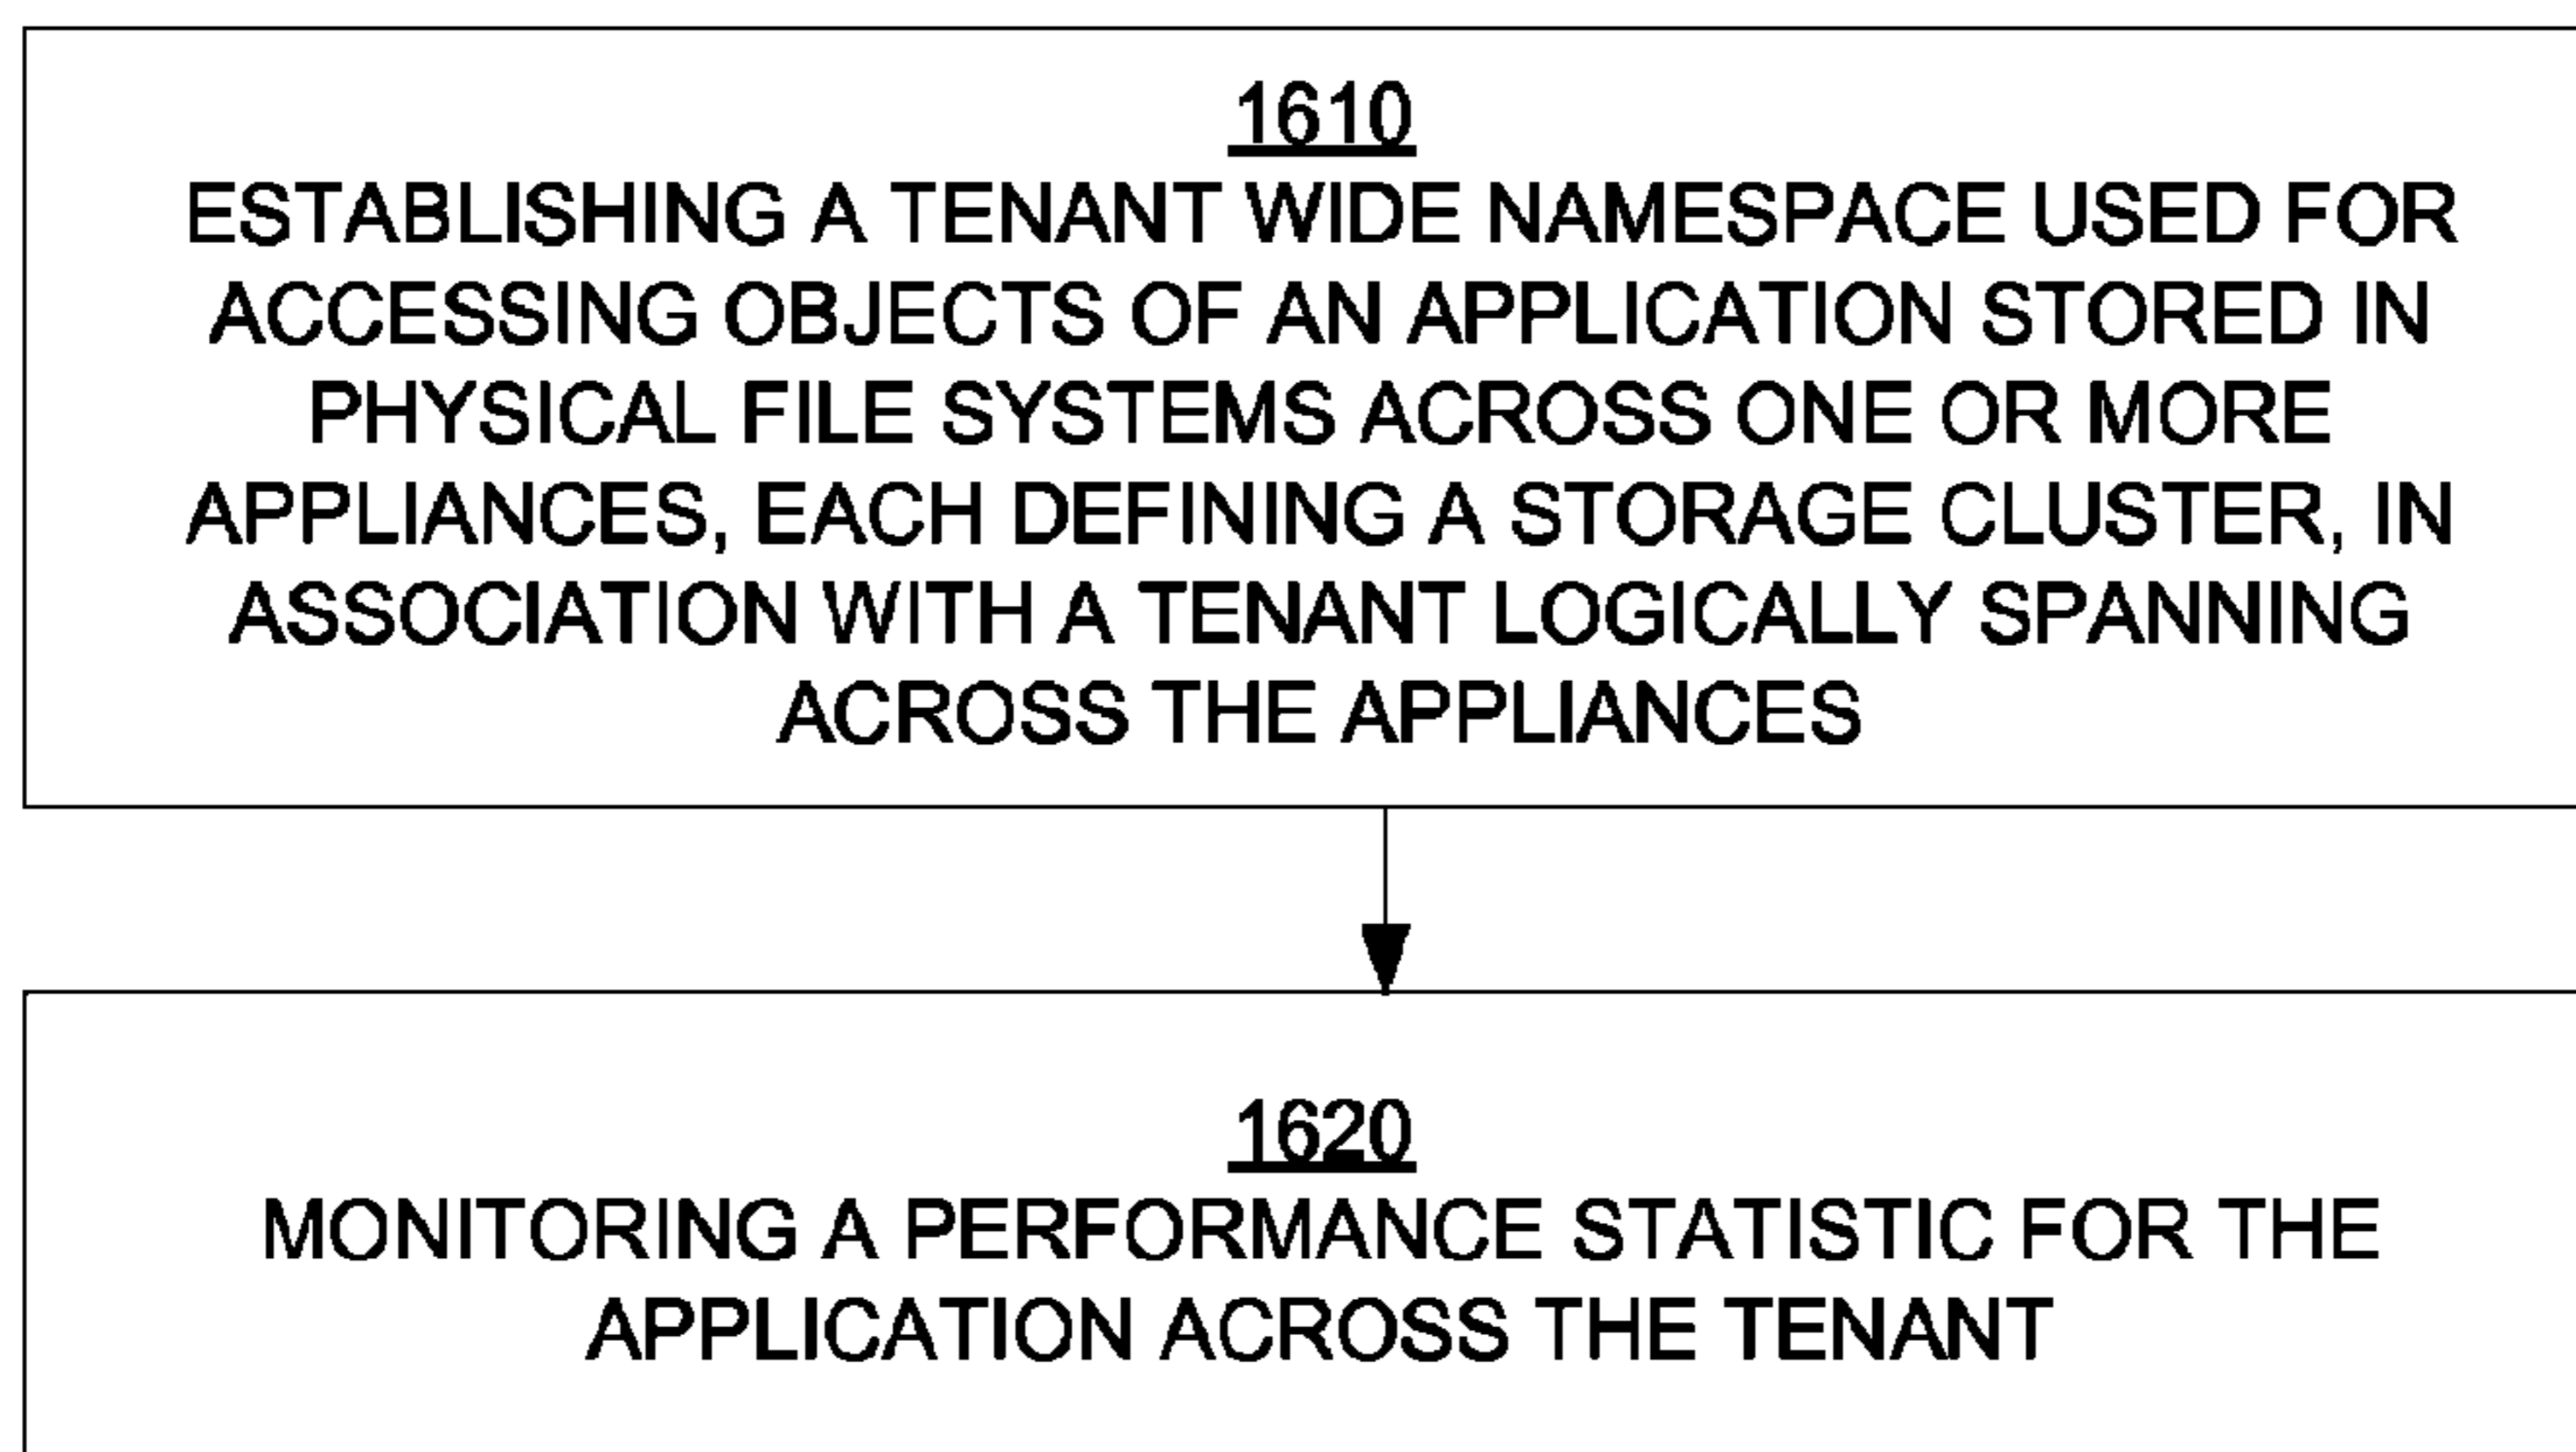 1610
ESTABLISHING A TENANT WIDE NAMESPACE USED FOR
ACCESSING OBJECTS OF AN APPLICATION STORED IN
PHYSICAL FILE SYSTEMS ACROSS ONE OR MORE
APPLIANCES, EACH DEFINING A STORAGE CLUSTER, IN
ASSOCIATION WITH A TENANT LOGICALLY SPANNING
ACROSS THE APPLIANCES
1620
MONITORING A PERFORMANCE STATISTIC FOR THE
APPLICATION ACROSS THE TENANT